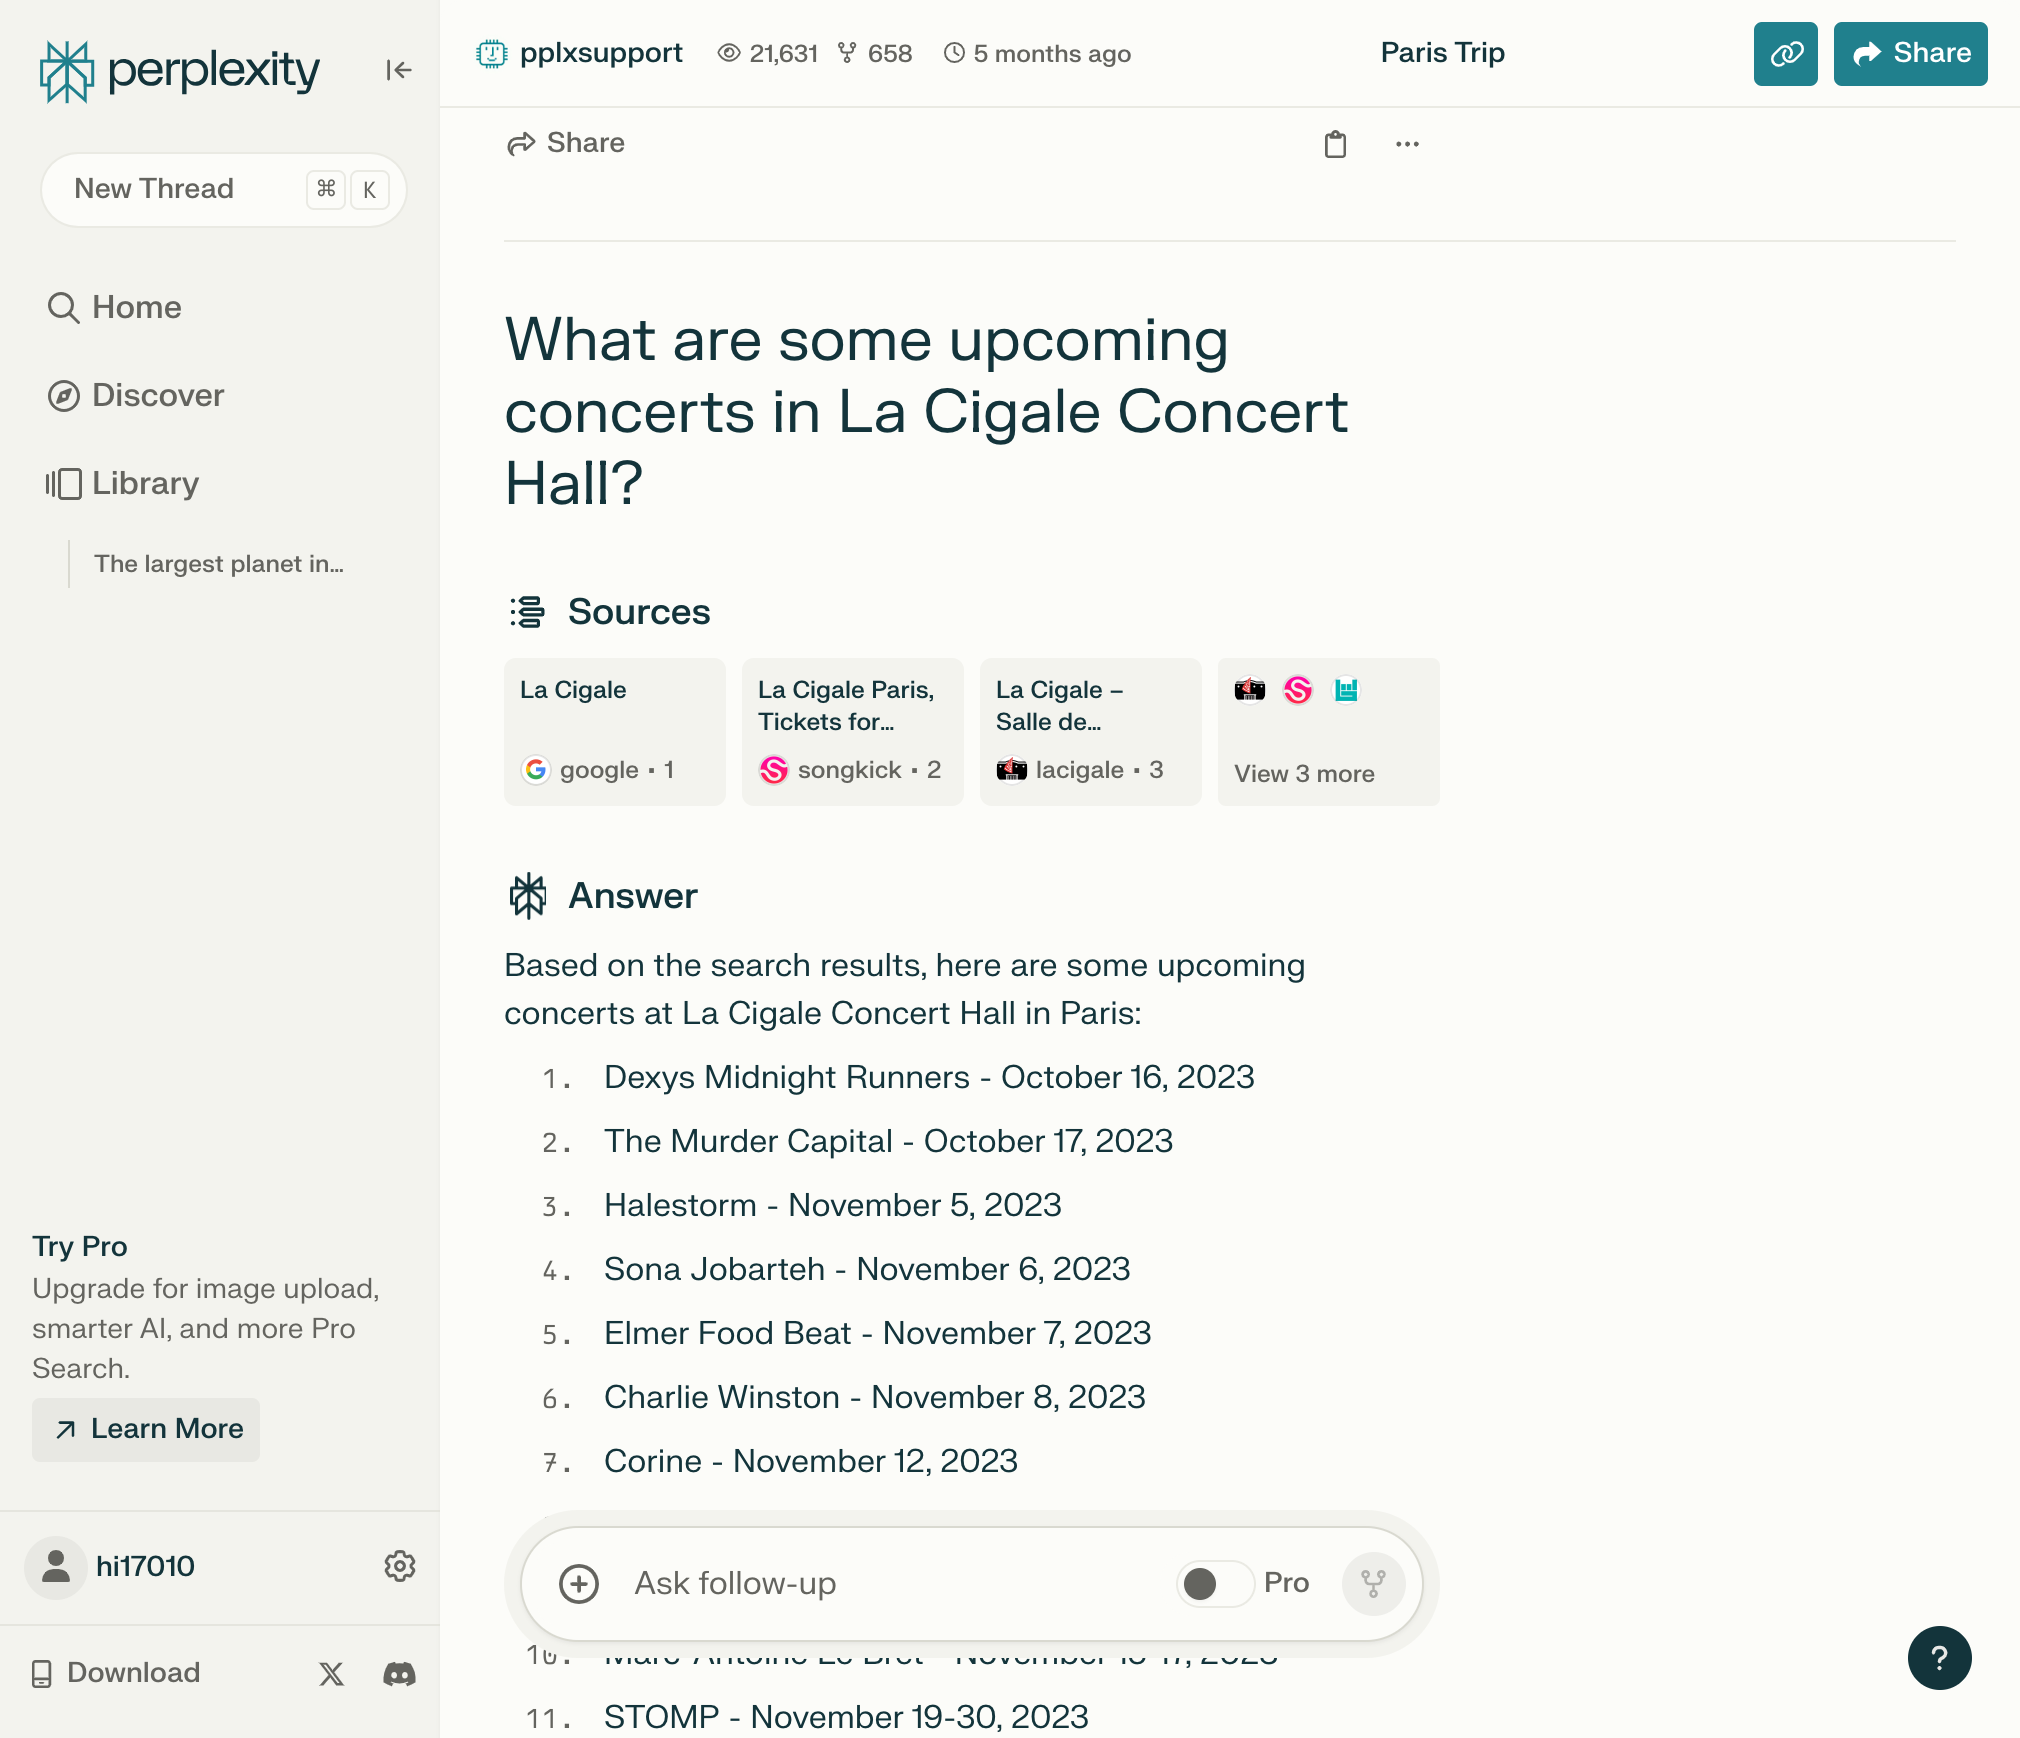 perplexity
New Thread ⌘ K
Home
Discover
Library
The largest planet in...
Try Pro
Upgrade for image upload,
smarter AI, and more Pro
Search.
Learn More
hi17010
Download
pplxsupport 21,631 658 5 months ago Paris Trip Share
Share
What are some upcoming
concerts in La Cigale Concert
Hall?
Sources
La Cigale
google · 1
La Cigale Paris,
Tickets for...
songkick · 2
La Cigale –
Salle de...
lacigale · 3
View 3 more
Answer
Based on the search results, here are some upcoming
concerts at La Cigale Concert Hall in Paris:
1. Dexys Midnight Runners - October 16, 2023
2. The Murder Capital - October 17, 2023
3. Halestorm - November 5, 2023
4. Sona Jobarteh - November 6, 2023
5. Elmer Food Beat - November 7, 2023
6. Charlie Winston - November 8, 2023
7. Corine - November 12, 2023
Ask follow-up Pro
10. Marc-Antoine Le Bret - November
11. STOMP - November 19-30, 2023
?